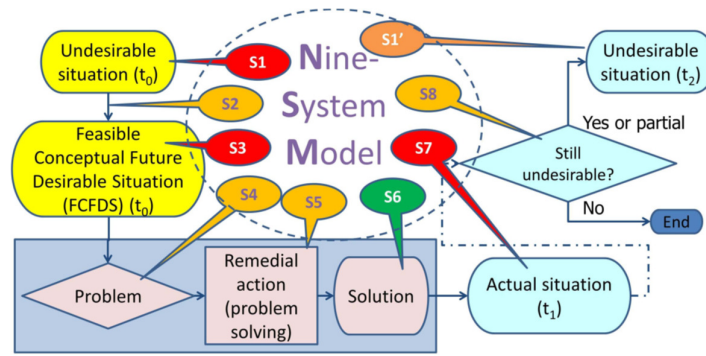 Undesirable
situation (t₀)
S1
S2
Feasible
Conceptual Future
Desirable Situation
(FCFDS) (t₀)
S3
S4
S5
S6
Nine-
System
Model
S1’
S8
S7
Undesirable
situation (t₂)
Yes or partial
Still
undesirable?
No
End
Problem
Remedial
action
(problem
solving)
Solution
Actual situation
(t₁)